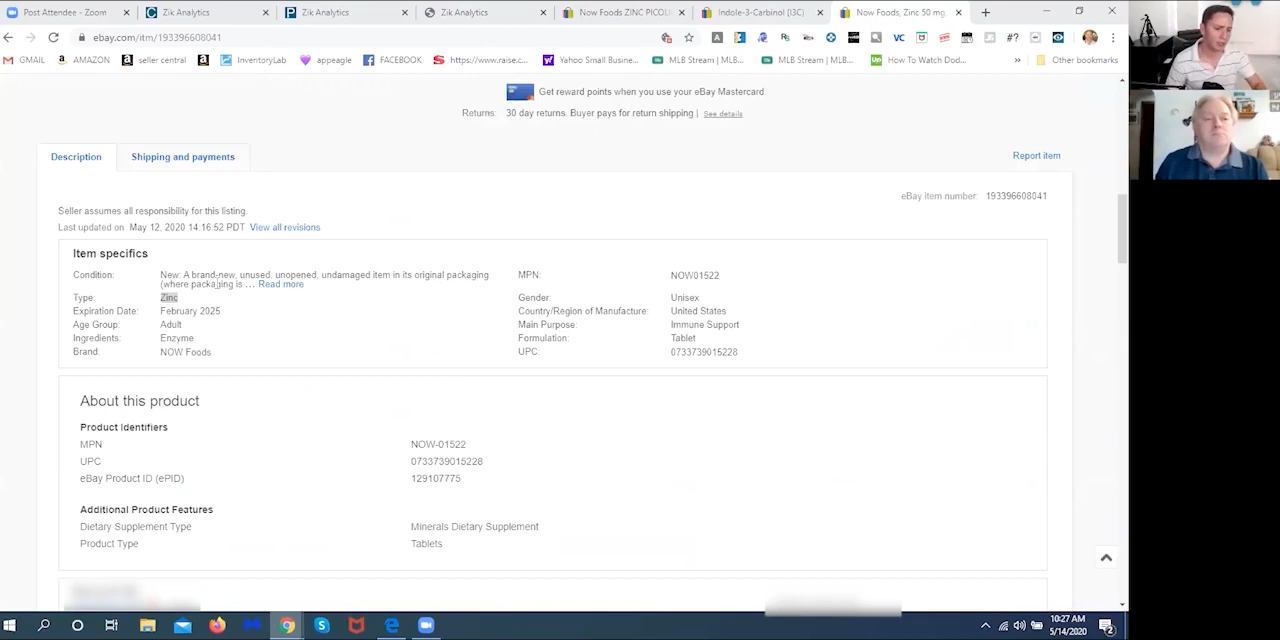 Post Attendee - Zoom
Zik Analytics
Zik Analytics
Zik Analytics
Now Foods ZINC PICOLI
Indole-3-Carbinol (I3C)
Now Foods, Zinc 50 mg,
ebay.com/itm/193396608041
GMAIL
AMAZON
seller central
InventoryLab
appeagle
FACEBOOK
https://www.raise.c...
Yahoo Small Busine...
MLB Stream | MLB...
MLB Stream | MLB...
How To Watch Dod...
Other bookmarks
Get reward points when you use your eBay Mastercard.
Returns: 30 day returns. Buyer pays for return shipping | See details
Description
Shipping and payments
Report item
eBay item number: 193396608041
Seller assumes all responsibility for this listing.
Last updated on May 12, 2020 14:16:52 PDT View all revisions
Item specifics
Condition: New: A brand-new, unused, unopened, undamaged item in its original packaging
(where packaging is ... Read more
MPN: NOW01522
Type: Zinc
Gender: Unisex
Expiration Date: February 2025
Country/Region of Manufacture: United States
Age Group: Adult
Main Purpose: Immune Support
Ingredients: Enzyme
Formulation: Tablet
Brand: NOW Foods
UPC: 0733739015228
About this product
Product Identifiers
MPN NOW-01522
UPC 0733739015228
eBay Product ID (ePID) 129107775
Additional Product Features
Dietary Supplement Type Minerals Dietary Supplement
Product Type Tablets
10:27 AM
5/14/2020